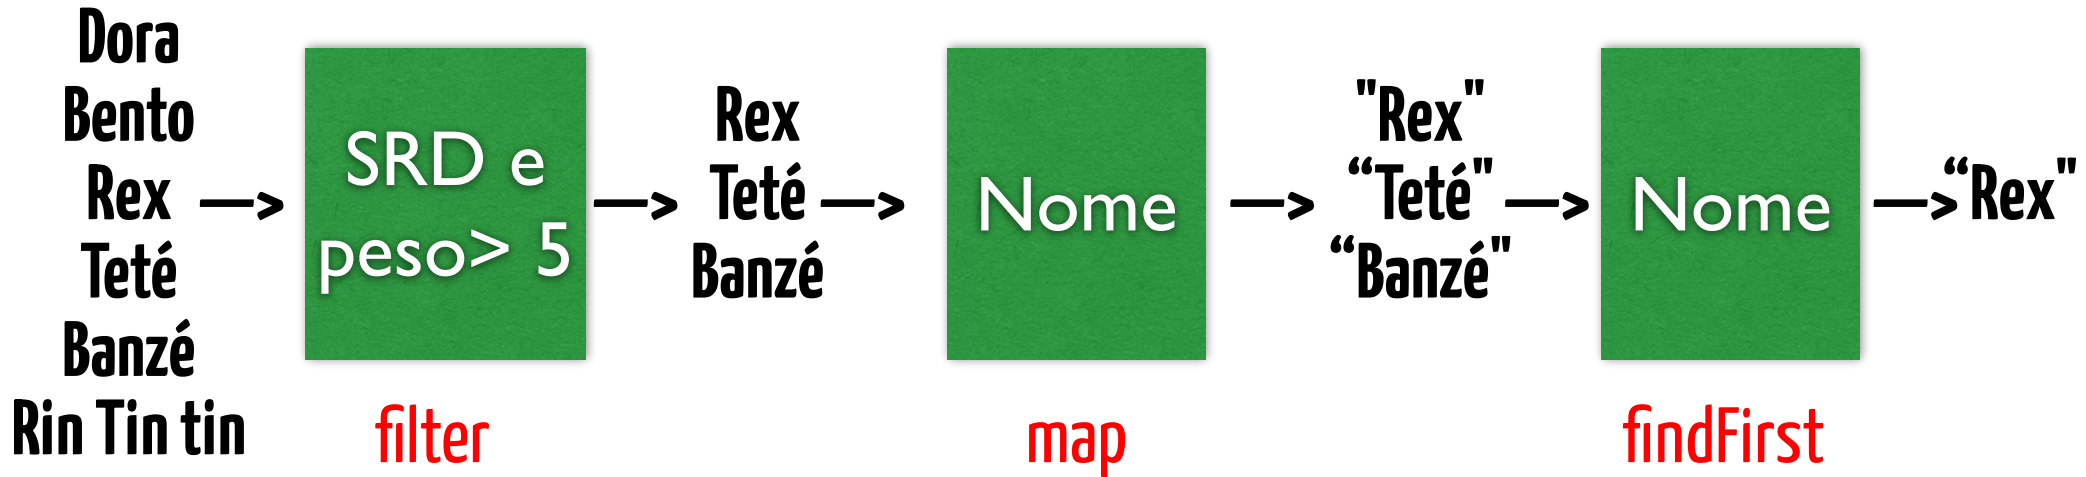 Dora
Bento
Rex
Teté
Banzé
Rin Tin tin
—>
SRD e
peso> 5
filter
—>
Rex
Teté
Banzé
—>
Nome
map
—>
"Rex"
“Teté"
“Banzé"
—>
Nome
findFirst
—>
“Rex"